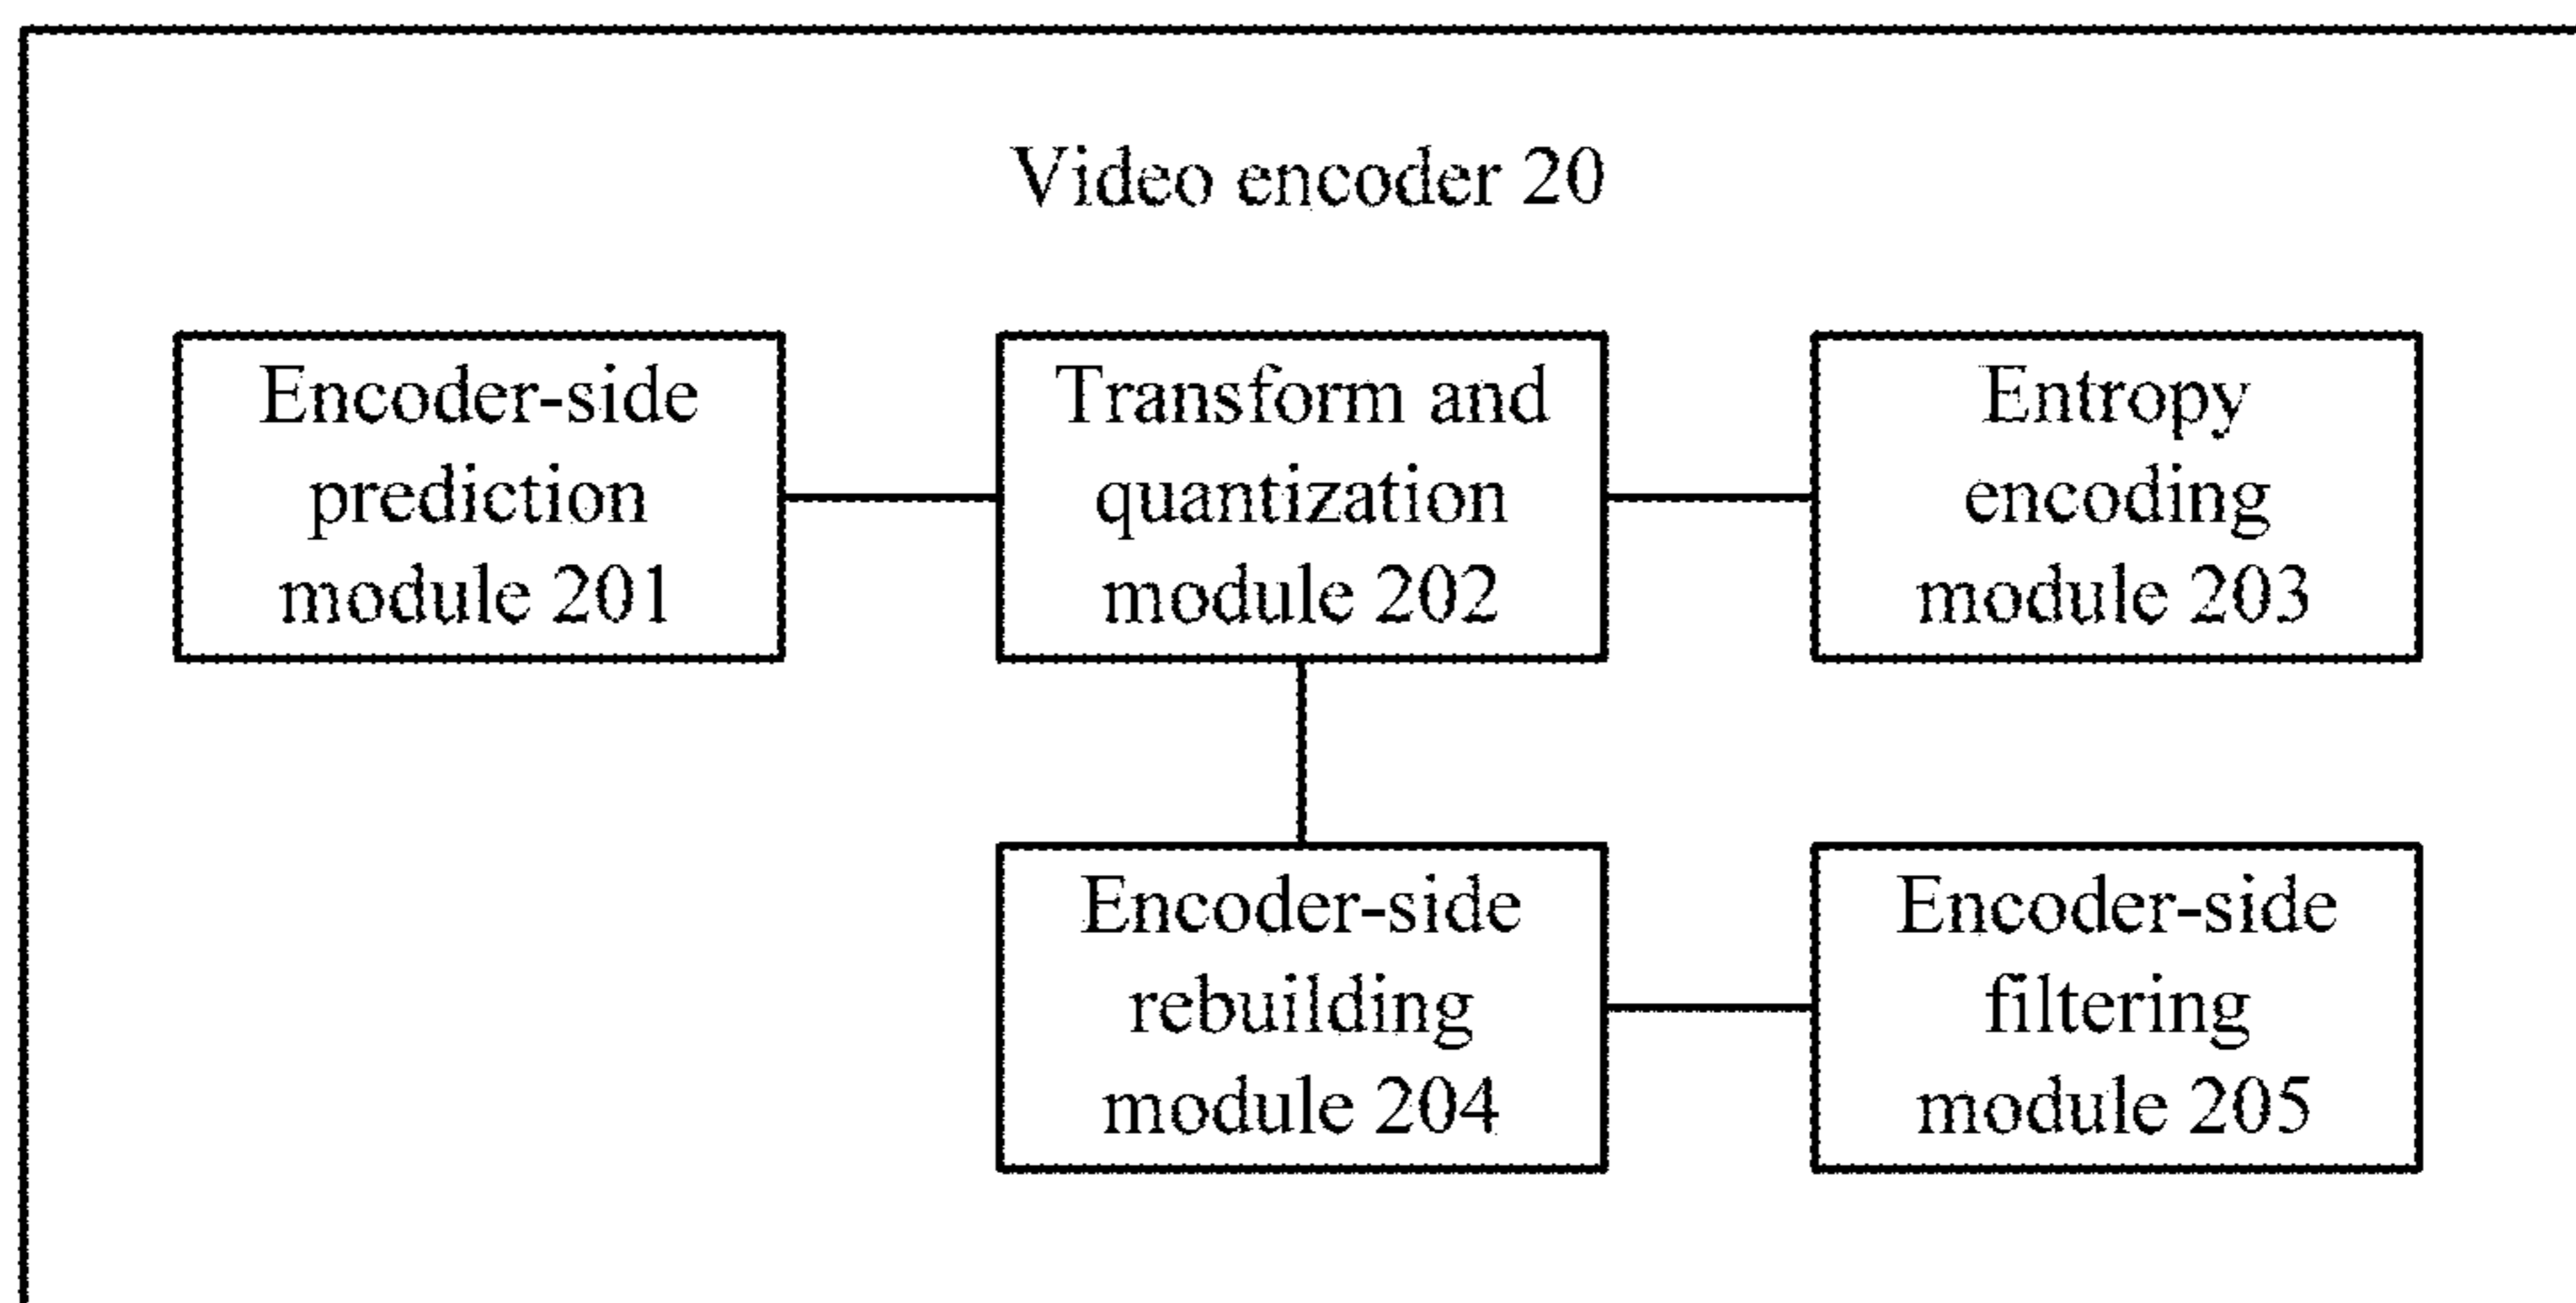 Video encoder 20
Encoder-side
prediction
module 201
Transform and
quantization
module 202
Entropy
encoding
module 203
Encoder-side
rebuilding
module 204
Encoder-side
filtering
module 205